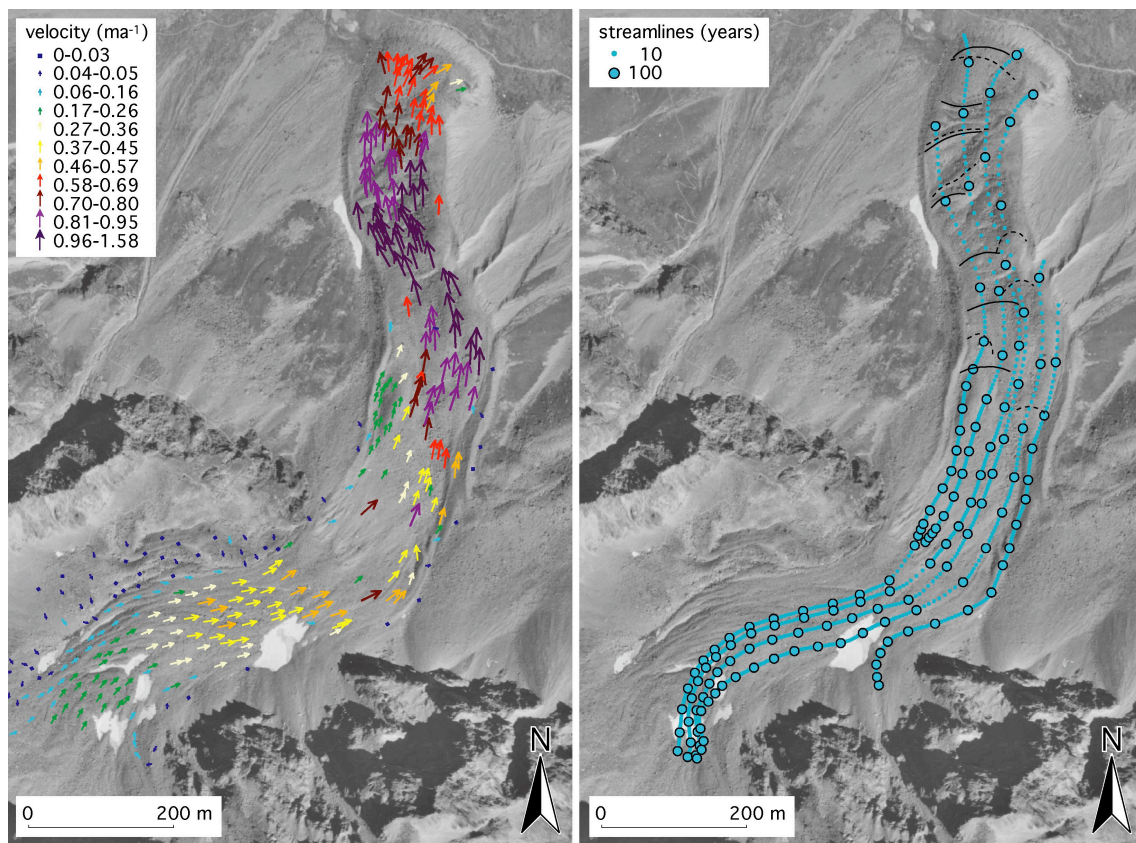 velocity (ma⁻¹)
0-0.03
0.04-0.05
0.06-0.16
0.17-0.26
0.27-0.36
0.37-0.45
0.46-0.57
0.58-0.69
0.70-0.80
0.81-0.95
0.96-1.58
N
0 200 m
streamlines (years)
10
100
N
0 200 m